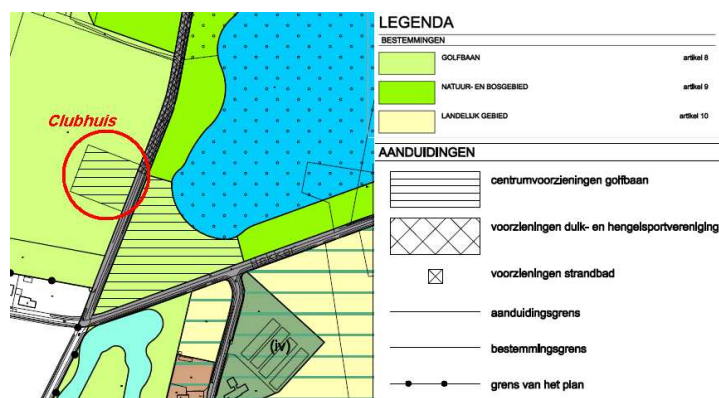 Clubhuis
(iv)
LEGENDA
BESTEMMINGEN
GOLFBAAN artikel 8
NATUUR- EN BOSGEBIED artikel 9
LANDELIJK GEBIED artikel 10
AANDUIDINGEN
centrumvoorzieningen golfbaan
voorzieningen duik- en hengelsportvereniging
voorzieningen strandbad
aanduidingsgrens
bestemmingsgrens
grens van het plan